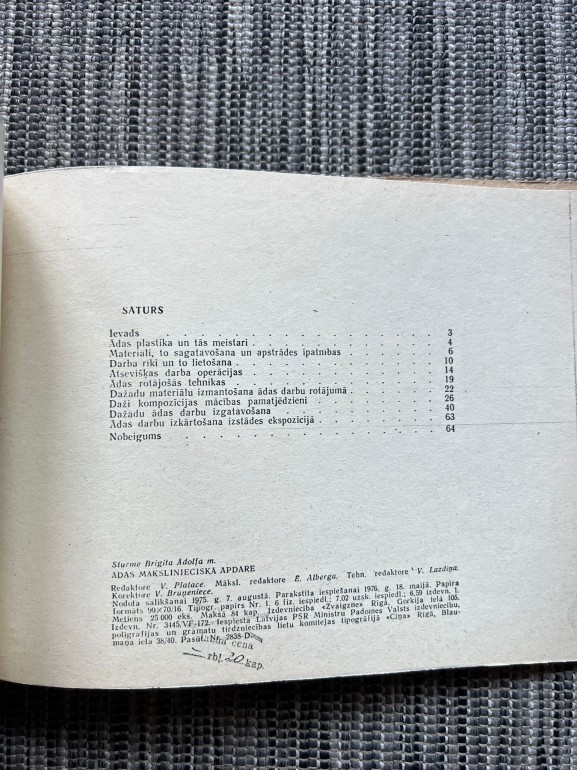 SATURS
Ievads . . . . . . . . . . . . . . . 3
Ādas plastika un tās meistari . . . . . . . . . 4
Materiāli, to sagatavošana un apstrādes īpatnības . . . . 6
Darba rīki un to lietošana . . . . . . . . . . 10
Atsevišķas darba operācijas . . . . . . . . . 14
Ādas rotājošās tehnikas . . . . . . . . . . 19
Dažādu materiālu izmantošana ādas darbu rotājumā . . . . 22
Daži kompozīcijas mācības pamatjēdzieni . . . . . . 26
Dažādu ādas darbu izgatavošana . . . . . . . 40
Ādas darbu izkārtošana izstādes ekspozīcijā . . . . . 63
Nobeigums . . . . . . . . . . . . . 64
Sturme Brigita Ādolfa m.
ĀDAS MĀKSLINIECISKĀ APDARE
Redaktore V. Platace. Māksl. redaktore E. Alberga. Tehn. redaktore V. Lazdiņa.
Korektore V. Bruņeniece.
Nodota salikšanai 1975. g. 7. augustā. Parakstīta iespiešanai 1976. g. 18. maijā. Papīra
formāts 90×70/16. Tipogr. papīrs Nr. 1. 6 fiz. iespiedl.; 7,02 uzsk. iespiedl.; 6,59 izdevn. l.
Metiens 25 000 eks. Maksā 84 kap. Izdevniecība «Zvaigzne» Rīgā, Gorkija ielā 105.
Izdevn. Nr. 3445/VF-172. Iespiesta Latvijas PSR Ministru Padomes Valsts izdevniecību,
poligrāfijas un grāmatu tirdzniecības lietu komitejas tipogrāfijā «Cīņa» Rīgā, Blau-
maņa ielā 38/40. Pasūt. Nr. 2838-D
cena
— rbļ. 20 kap.